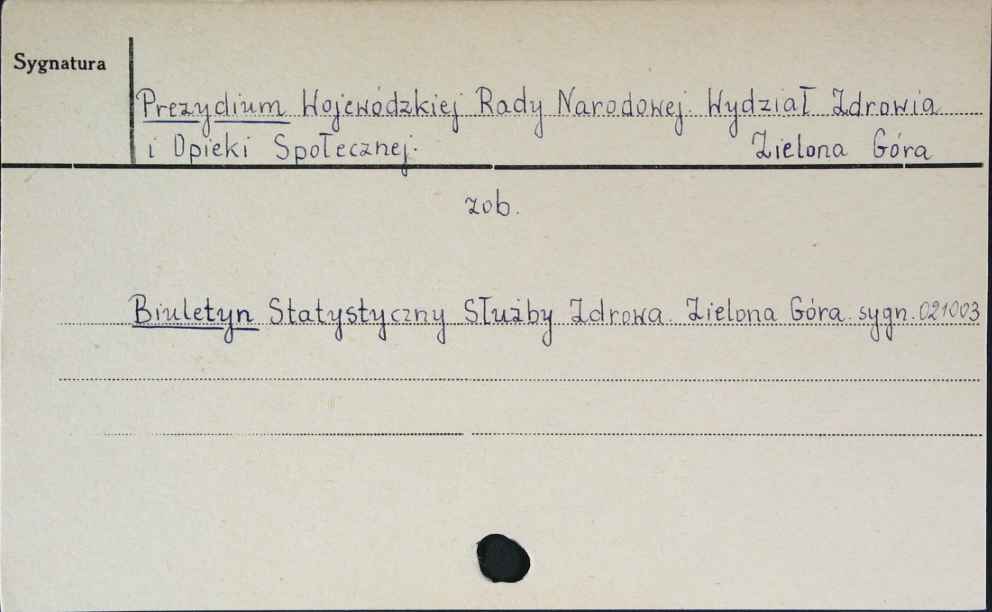 Sygnatura
Prezydium Wojewódzkiej Rady Narodowej. Wydział Zdrowia
i Opieki Społecznej. Zielona Góra
zob.
Biuletyn Statystyczny Służby Zdrowa. Zielona Góra. sygn. 021003